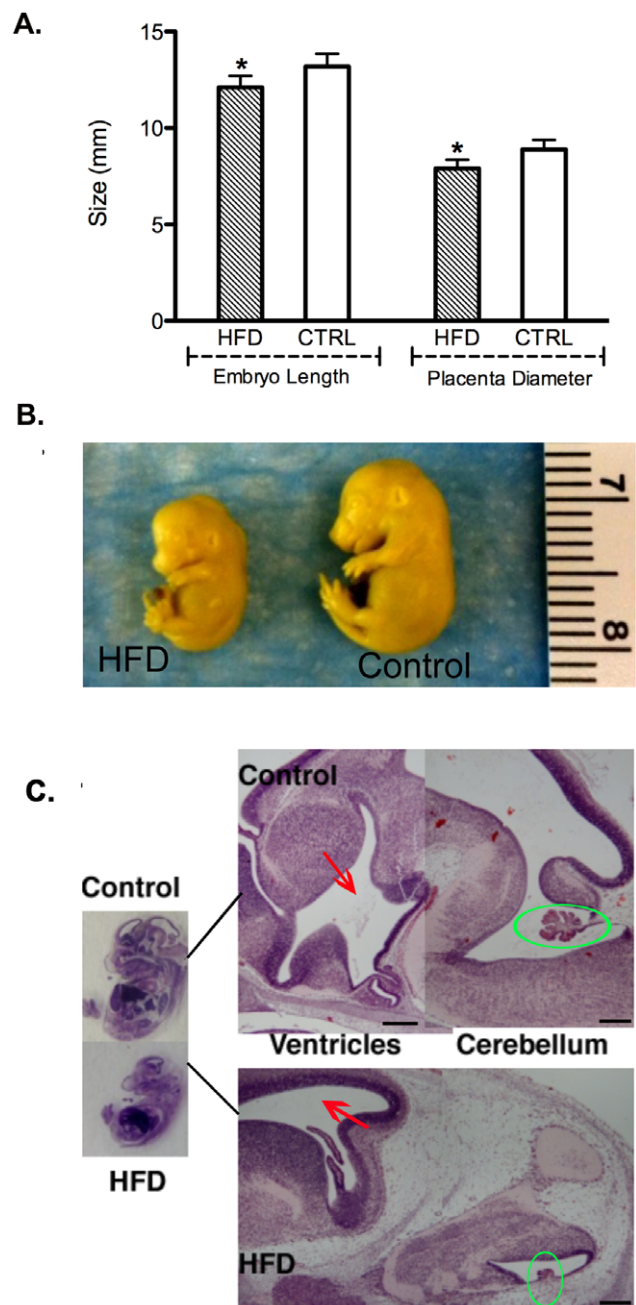 A.
15
10
5
0
Size (mm)
*
*
HFD CTRL HFD CTRL
Embryo Length Placenta Diameter
B.
HFD
Control
7
8
C.
Control
HFD
Control
Ventricles Cerebellum
HFD